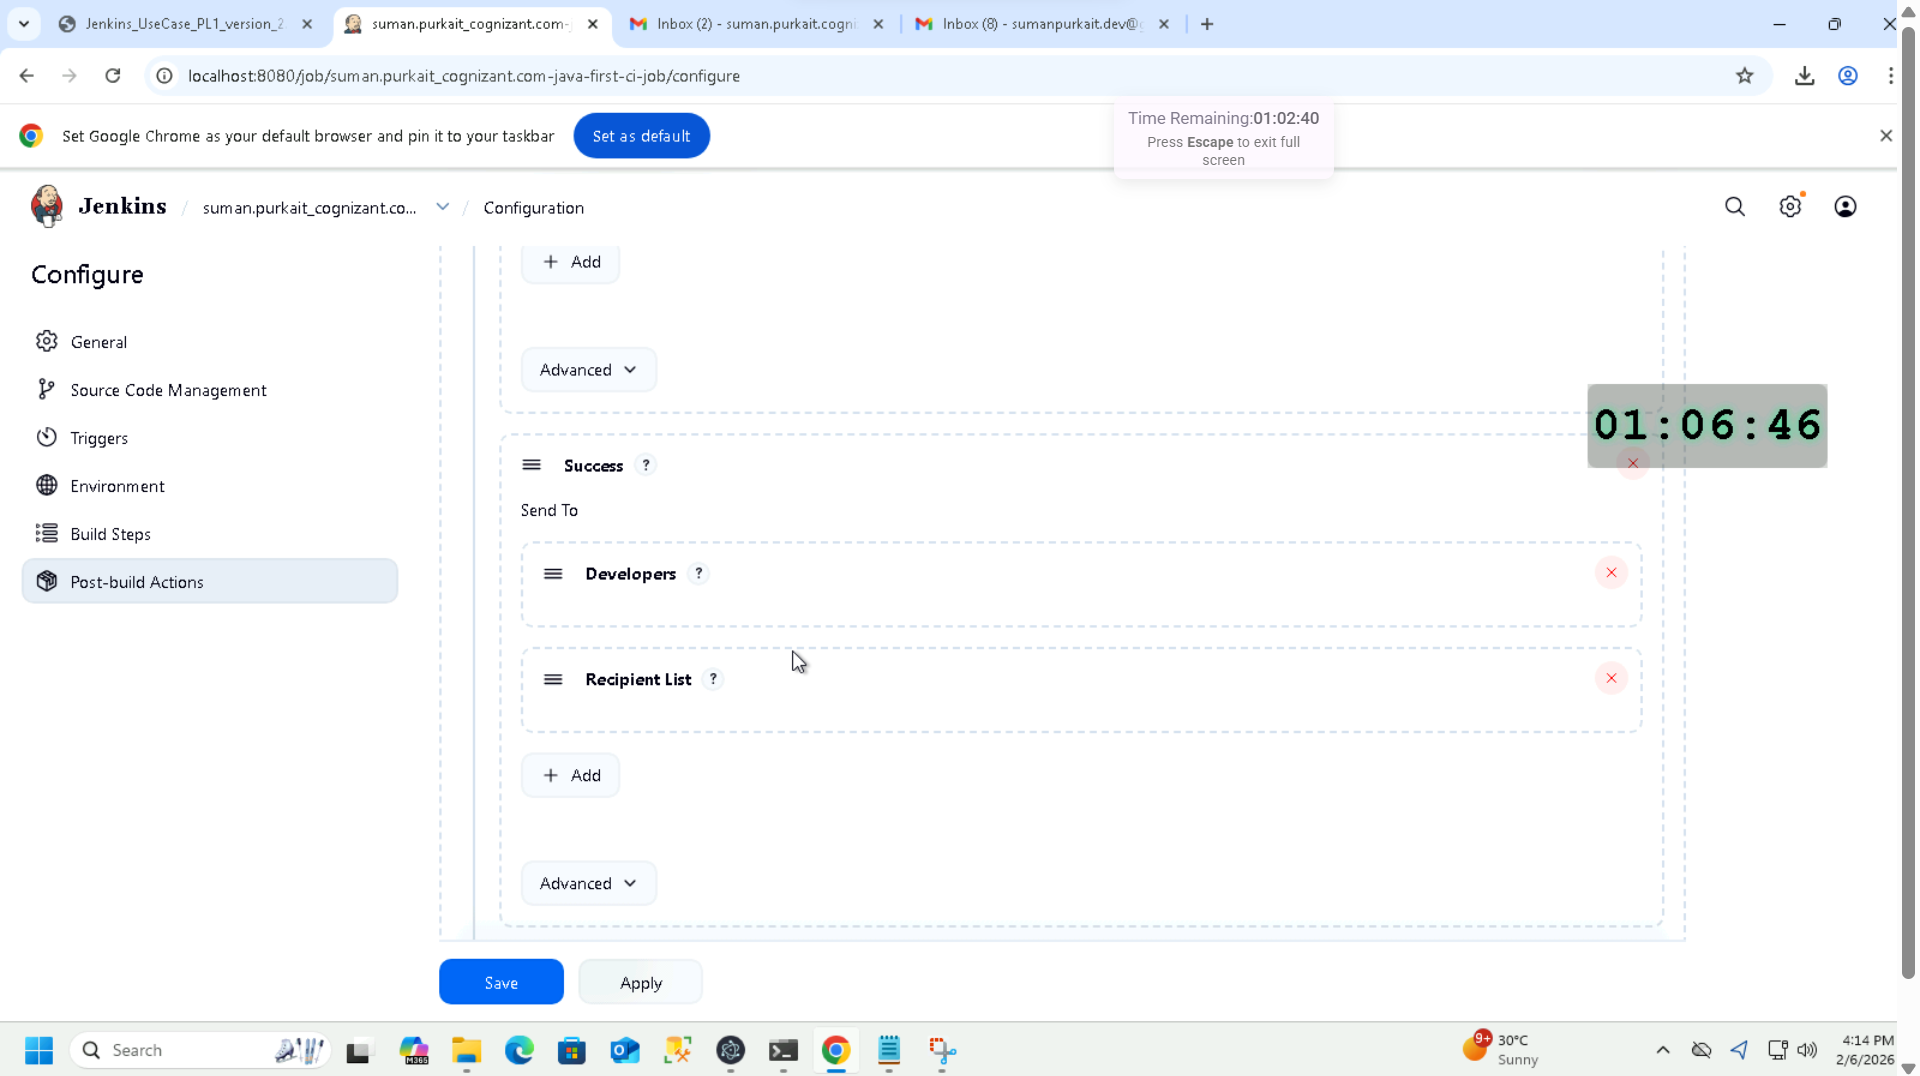 Jenkins_UseCase_PL1_version_2
suman.purkait_cognizant.com-j
Inbox (2) - suman.purkait.cogni
Inbox (8) - sumanpurkait.dev@g
localhost:8080/job/suman.purkait_cognizant.com-java-first-ci-job/configure
Set Google Chrome as your default browser and pin it to your taskbar
Set as default
Time Remaining:01:02:40
Press Escape to exit full
screen
Jenkins / suman.purkait_cognizant.co... / Configuration
Configure
General
Source Code Management
Triggers
Environment
Build Steps
Post-build Actions
+ Add
Advanced
01:06:46
Success ?
Send To
Developers ?
Recipient List ?
+ Add
Advanced
Save
Apply
Search
M365
9+
30°C
Sunny
4:14 PM
2/6/2026